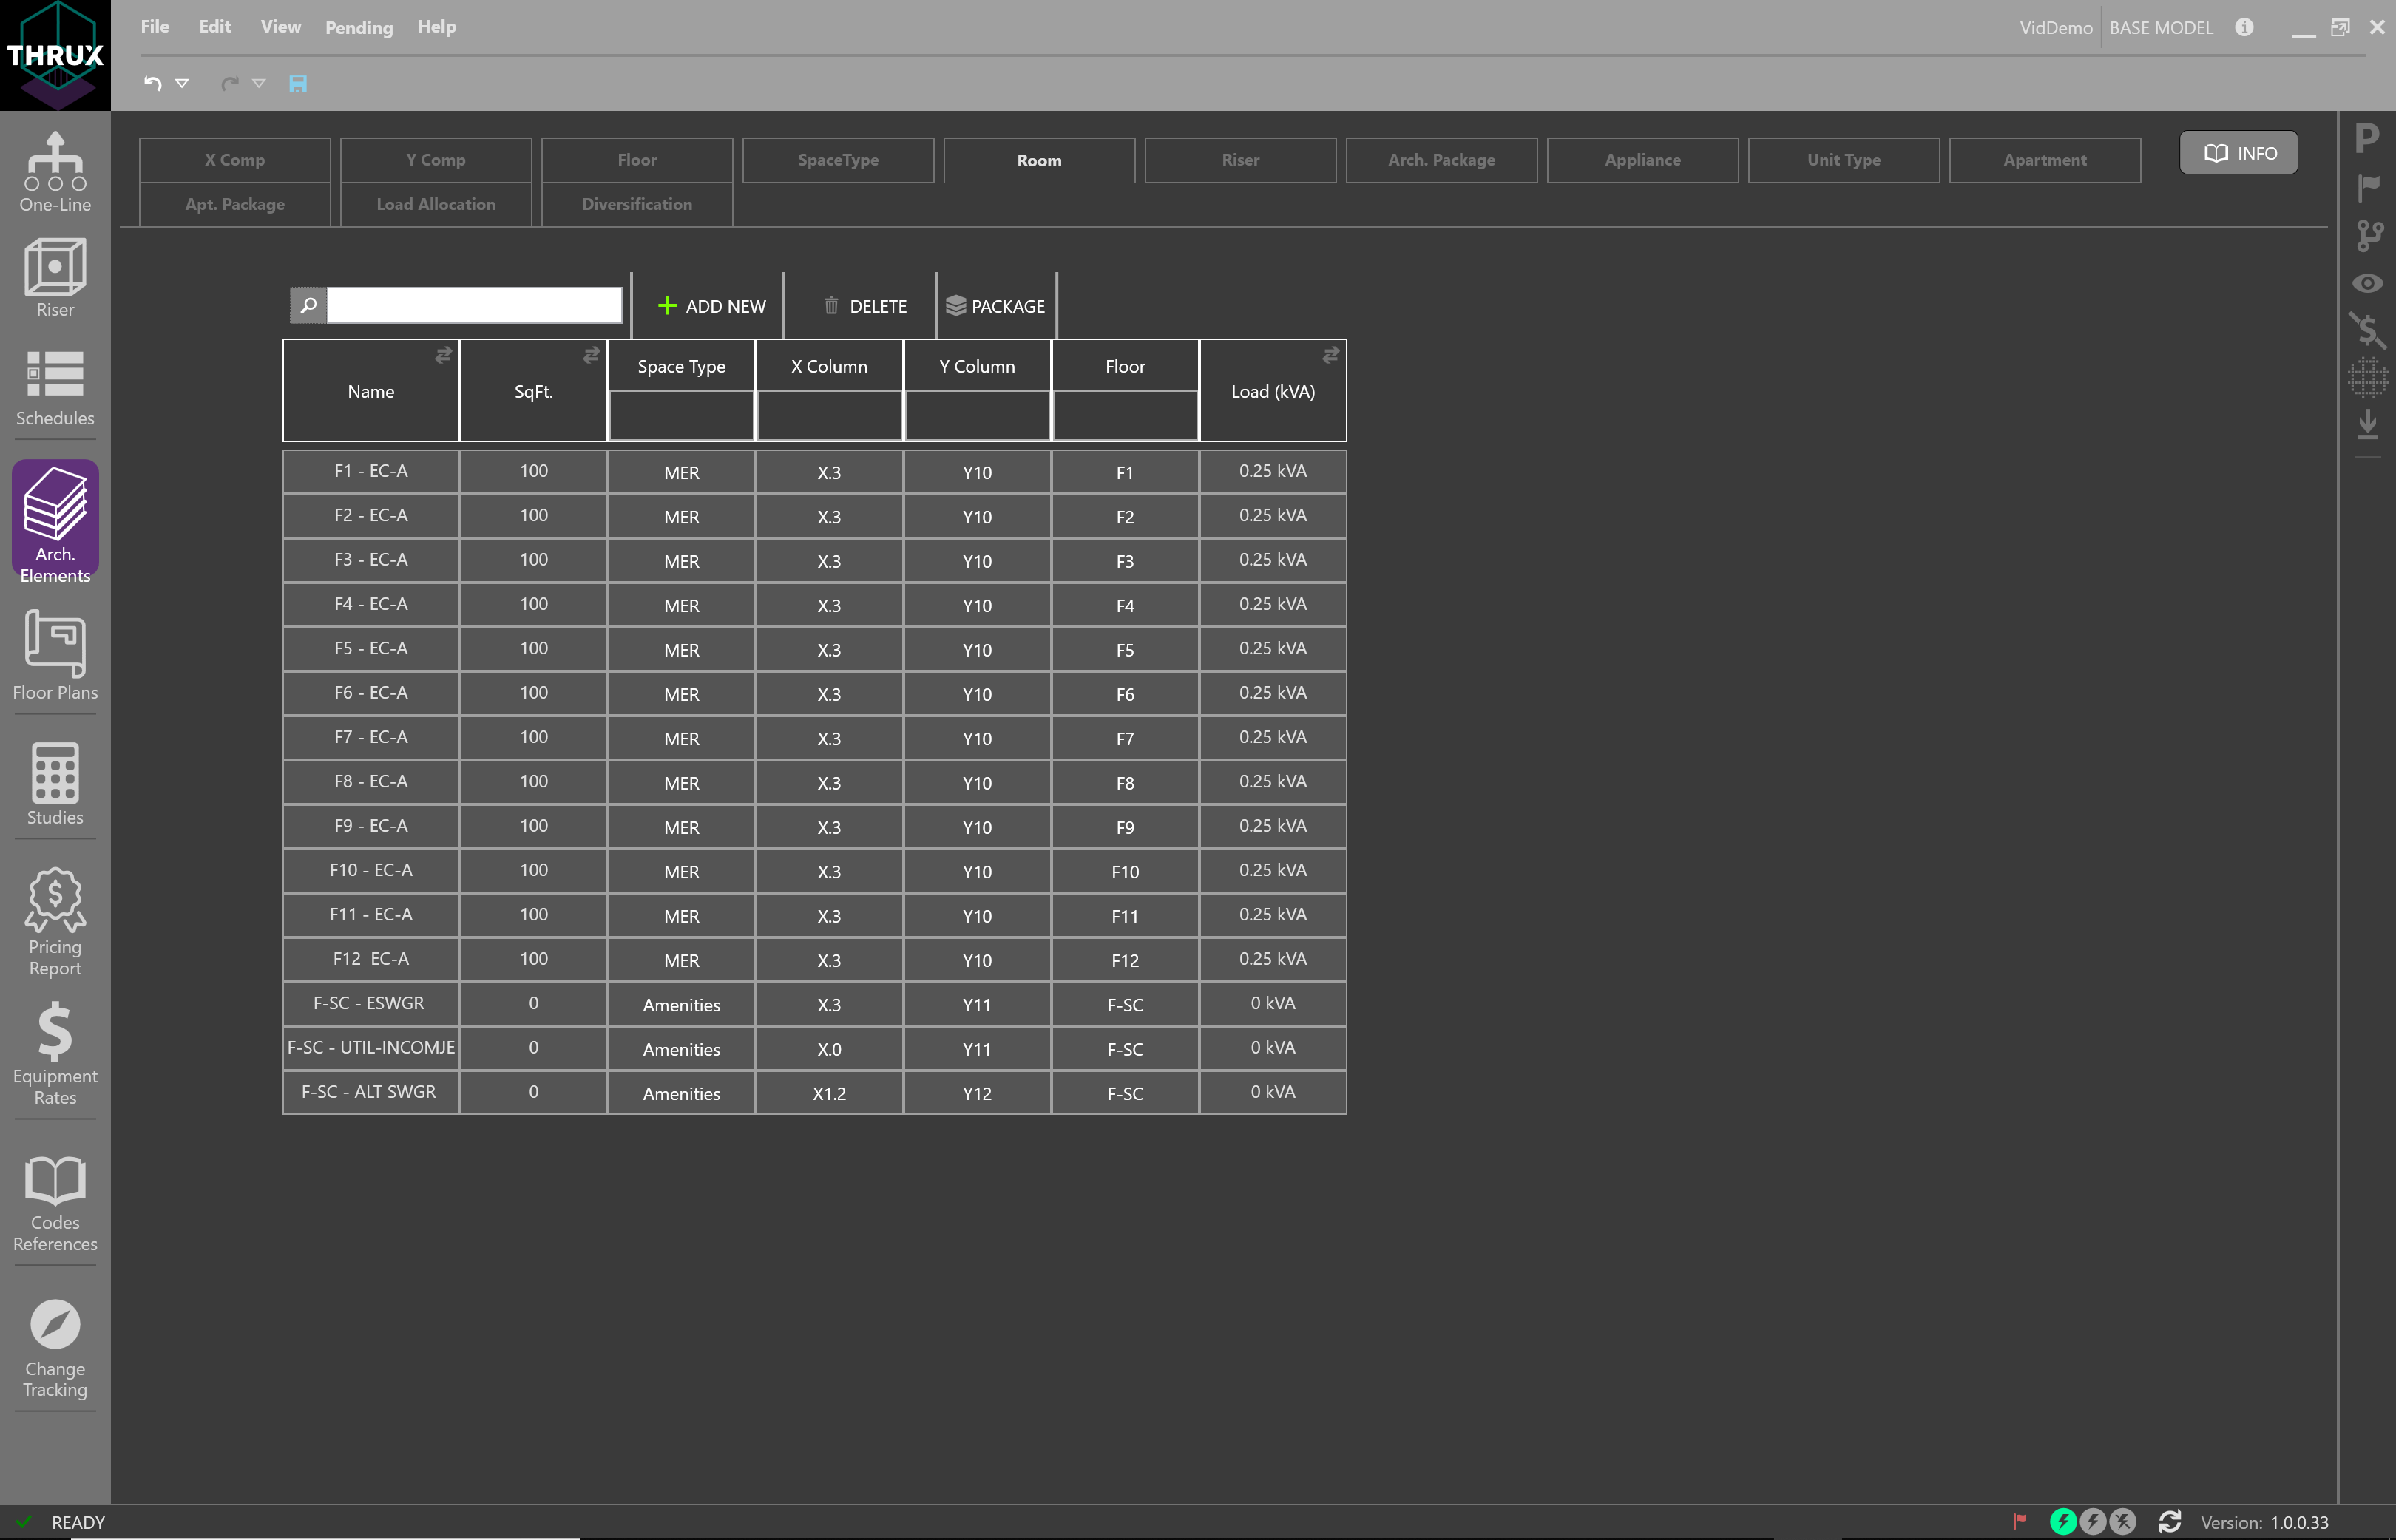 THRUX
File Edit View Pending Help
VidDemo BASE MODEL
One-Line
Riser
Schedules
Arch.
Elements
Floor Plans
Studies
Pricing
Report
Equipment
Rates
Codes
References
Change
Tracking
X Comp Y Comp Floor SpaceType Room Riser Arch. Package Appliance Unit Type Apartment
Apt. Package Load Allocation Diversification
INFO
ADD NEW DELETE PACKAGE
Name SqFt. Space Type X Column Y Column Floor Load (kVA)
F1 - EC-A 100 MER X.3 Y10 F1 0.25 kVA
F2 - EC-A 100 MER X.3 Y10 F2 0.25 kVA
F3 - EC-A 100 MER X.3 Y10 F3 0.25 kVA
F4 - EC-A 100 MER X.3 Y10 F4 0.25 kVA
F5 - EC-A 100 MER X.3 Y10 F5 0.25 kVA
F6 - EC-A 100 MER X.3 Y10 F6 0.25 kVA
F7 - EC-A 100 MER X.3 Y10 F7 0.25 kVA
F8 - EC-A 100 MER X.3 Y10 F8 0.25 kVA
F9 - EC-A 100 MER X.3 Y10 F9 0.25 kVA
F10 - EC-A 100 MER X.3 Y10 F10 0.25 kVA
F11 - EC-A 100 MER X.3 Y10 F11 0.25 kVA
F12  EC-A 100 MER X.3 Y10 F12 0.25 kVA
F-SC - ESWGR 0 Amenities X.3 Y11 F-SC 0 kVA
F-SC - UTIL-INCOMJE 0 Amenities X.0 Y11 F-SC 0 kVA
F-SC - ALT SWGR 0 Amenities X1.2 Y12 F-SC 0 kVA
P
READY
Version: 1.0.0.33